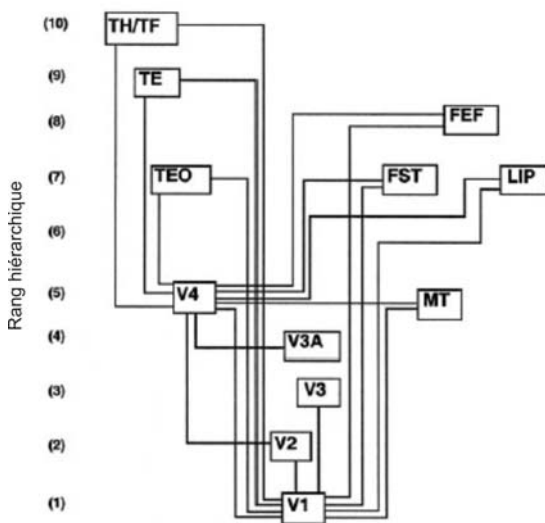 Rang hiérarchique
(10) TH/TF
(9) TE
(8) FEF
(7) TEO FST LIP
(6)
(5) V4 MT
(4) V3A
(3) V3
(2) V2
(1) V1